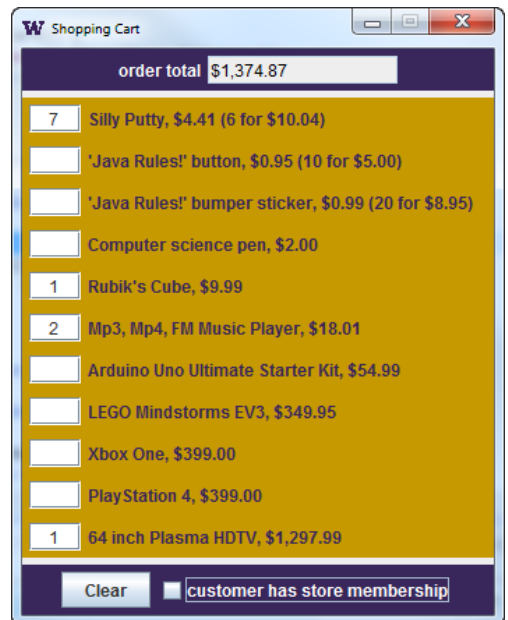 W Shopping Cart
order total $1,374.87
7 Silly Putty, $4.41 (6 for $10.04)
'Java Rules!' button, $0.95 (10 for $5.00)
'Java Rules!' bumper sticker, $0.99 (20 for $8.95)
Computer science pen, $2.00
1 Rubik's Cube, $9.99
2 Mp3, Mp4, FM Music Player, $18.01
Arduino Uno Ultimate Starter Kit, $54.99
LEGO Mindstorms EV3, $349.95
Xbox One, $399.00
PlayStation 4, $399.00
1 64 inch Plasma HDTV, $1,297.99
Clear customer has store membership